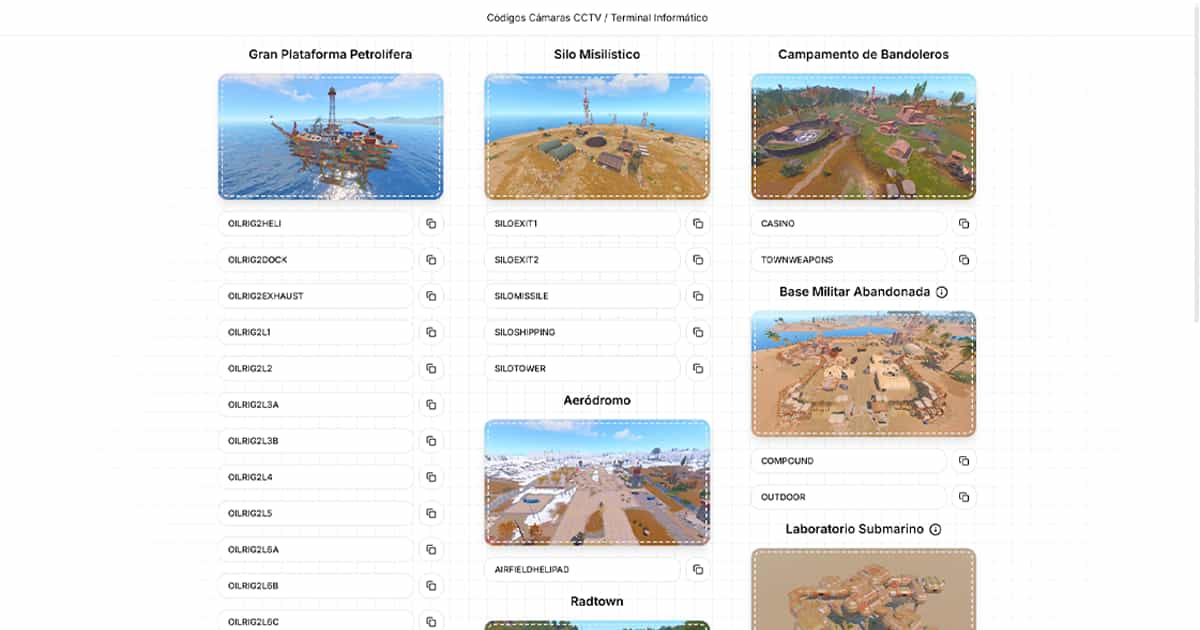 Códigos Cámaras CCTV / Terminal Informático
Gran Plataforma Petrolífera
OILRIG2HELI
OILRIG2DOCK
OILRIG2EXHAUST
OILRIG2L1
OILRIG2L2
OILRIG2L3A
OILRIG2L3B
OILRIG2L4
OILRIG2L5
OILRIG2L6A
OILRIG2L6B
OILRIG2L6C
Silo Misilístico
SILOEXIT1
SILOEXIT2
SILOMISSILE
SILOSHIPPING
SILOTOWER
Aeródromo
AIRFIELDHELIPAD
Radtown
Campamento de Bandoleros
CASINO
TOWNWEAPONS
Base Militar Abandonada
COMPOUND
OUTDOOR
Laboratorio Submarino